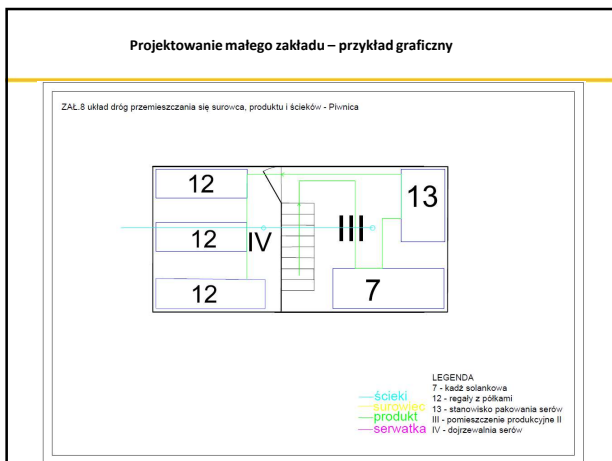 Projektowanie małego zakładu – przykład graficzny
ZAŁ.8 układ dróg przemieszczania się surowca, produktu i ścieków - Piwnica
12
13
12
IV
III
12
7
LEGENDA
7 - kadź solankowa
12 - regały z półkami
13 - stanowisko pakowania serów
III - pomieszczenie produkcyjne II
IV - dojrzewalnia serów
ścieki
surowiec
produkt
serwatka